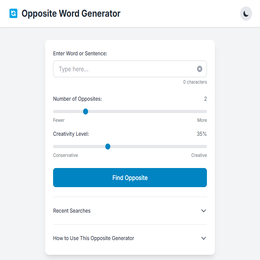 Opposite Word Generator
Enter Word or Sentence:
Type here...
0 characters
Number of Opposites: 2
Fewer More
Creativity Level: 35%
Conservative Creative
Find Opposite
Recent Searches
How to Use This Opposite Generator